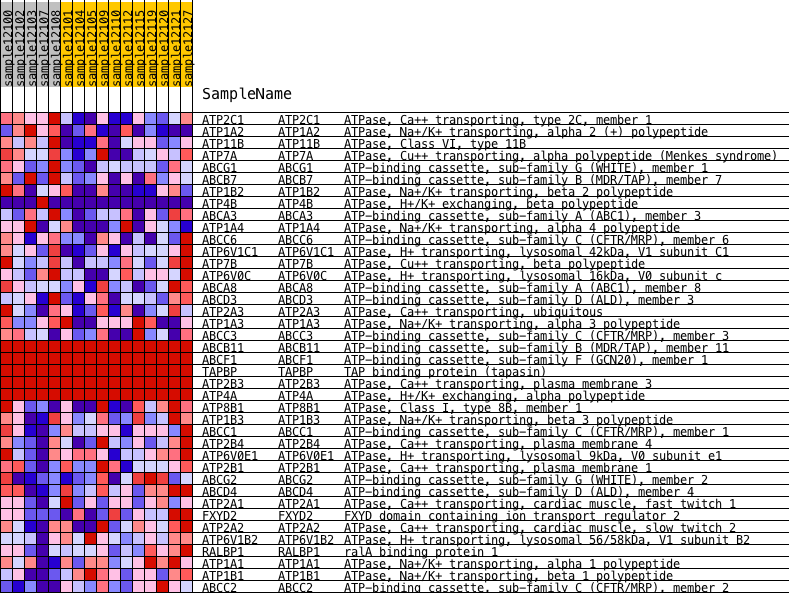 sample12100
sample12102
sample12103
sample12107
sample12108
sample12101
sample12104
sample12105
sample12109
sample12110
sample12112
sample12115
sample12119
sample12120
sample12121
sample12127
SampleName
ATP2C1 ATP2C1 ATPase, Ca++ transporting, type 2C, member 1
ATP1A2 ATP1A2 ATPase, Na+/K+ transporting, alpha 2 (+) polypeptide
ATP11B ATP11B ATPase, Class VI, type 11B
ATP7A ATP7A ATPase, Cu++ transporting, alpha polypeptide (Menkes syndrome)
ABCG1 ABCG1 ATP-binding cassette, sub-family G (WHITE), member 1
ABCB7 ABCB7 ATP-binding cassette, sub-family B (MDR/TAP), member 7
ATP1B2 ATP1B2 ATPase, Na+/K+ transporting, beta 2 polypeptide
ATP4B ATP4B ATPase, H+/K+ exchanging, beta polypeptide
ABCA3 ABCA3 ATP-binding cassette, sub-family A (ABC1), member 3
ATP1A4 ATP1A4 ATPase, Na+/K+ transporting, alpha 4 polypeptide
ABCC6 ABCC6 ATP-binding cassette, sub-family C (CFTR/MRP), member 6
ATP6V1C1 ATP6V1C1 ATPase, H+ transporting, lysosomal 42kDa, V1 subunit C1
ATP7B ATP7B ATPase, Cu++ transporting, beta polypeptide
ATP6V0C ATP6V0C ATPase, H+ transporting, lysosomal 16kDa, V0 subunit c
ABCA8 ABCA8 ATP-binding cassette, sub-family A (ABC1), member 8
ABCD3 ABCD3 ATP-binding cassette, sub-family D (ALD), member 3
ATP2A3 ATP2A3 ATPase, Ca++ transporting, ubiquitous
ATP1A3 ATP1A3 ATPase, Na+/K+ transporting, alpha 3 polypeptide
ABCC3 ABCC3 ATP-binding cassette, sub-family C (CFTR/MRP), member 3
ABCB11 ABCB11 ATP-binding cassette, sub-family B (MDR/TAP), member 11
ABCF1 ABCF1 ATP-binding cassette, sub-family F (GCN20), member 1
TAPBP TAPBP TAP binding protein (tapasin)
ATP2B3 ATP2B3 ATPase, Ca++ transporting, plasma membrane 3
ATP4A ATP4A ATPase, H+/K+ exchanging, alpha polypeptide
ATP8B1 ATP8B1 ATPase, Class I, type 8B, member 1
ATP1B3 ATP1B3 ATPase, Na+/K+ transporting, beta 3 polypeptide
ABCC1 ABCC1 ATP-binding cassette, sub-family C (CFTR/MRP), member 1
ATP2B4 ATP2B4 ATPase, Ca++ transporting, plasma membrane 4
ATP6V0E1 ATP6V0E1 ATPase, H+ transporting, lysosomal 9kDa, V0 subunit e1
ATP2B1 ATP2B1 ATPase, Ca++ transporting, plasma membrane 1
ABCG2 ABCG2 ATP-binding cassette, sub-family G (WHITE), member 2
ABCD4 ABCD4 ATP-binding cassette, sub-family D (ALD), member 4
ATP2A1 ATP2A1 ATPase, Ca++ transporting, cardiac muscle, fast twitch 1
FXYD2 FXYD2 FXYD domain containing ion transport regulator 2
ATP2A2 ATP2A2 ATPase, Ca++ transporting, cardiac muscle, slow twitch 2
ATP6V1B2 ATP6V1B2 ATPase, H+ transporting, lysosomal 56/58kDa, V1 subunit B2
RALBP1 RALBP1 ralA binding protein 1
ATP1A1 ATP1A1 ATPase, Na+/K+ transporting, alpha 1 polypeptide
ATP1B1 ATP1B1 ATPase, Na+/K+ transporting, beta 1 polypeptide
ABCC2 ABCC2 ATP-binding cassette, sub-family C (CFTR/MRP), member 2